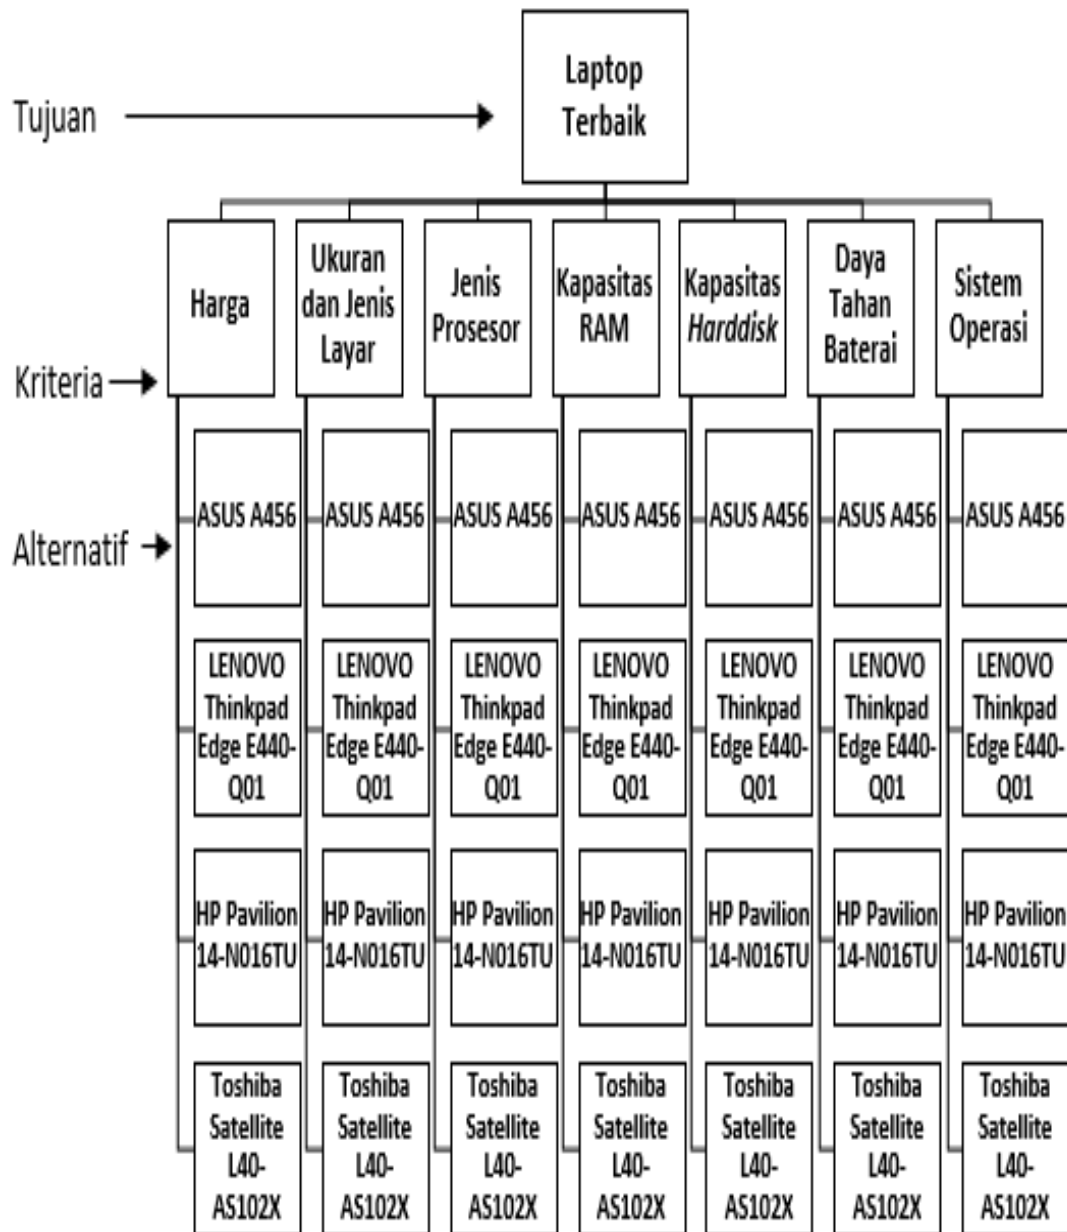 Laptop
Terbaik
Tujuan
Harga
Ukuran
dan Jenis
Layar
Jenis
Prosesor
Kapasitas
RAM
Kapasitas
Harddisk
Daya
Tahan
Baterai
Sistem
Operasi
Kriteria
Alternatif
ASUS A456
ASUS A456
ASUS A456
ASUS A456
ASUS A456
ASUS A456
ASUS A456
LENOVO
Thinkpad
Edge E440-
Q01
LENOVO
Thinkpad
Edge E440-
Q01
LENOVO
Thinkpad
Edge E440-
Q01
LENOVO
Thinkpad
Edge E440-
Q01
LENOVO
Thinkpad
Edge E440-
Q01
LENOVO
Thinkpad
Edge E440-
Q01
LENOVO
Thinkpad
Edge E440-
Q01
HP Pavilion
14-N016TU
HP Pavilion
14-N016TU
HP Pavilion
14-N016TU
HP Pavilion
14-N016TU
HP Pavilion
14-N016TU
HP Pavilion
14-N016TU
HP Pavilion
14-N016TU
Toshiba
Satellite
L40-
AS102X
Toshiba
Satellite
L40-
AS102X
Toshiba
Satellite
L40-
AS102X
Toshiba
Satellite
L40-
AS102X
Toshiba
Satellite
L40-
AS102X
Toshiba
Satellite
L40-
AS102X
Toshiba
Satellite
L40-
AS102X